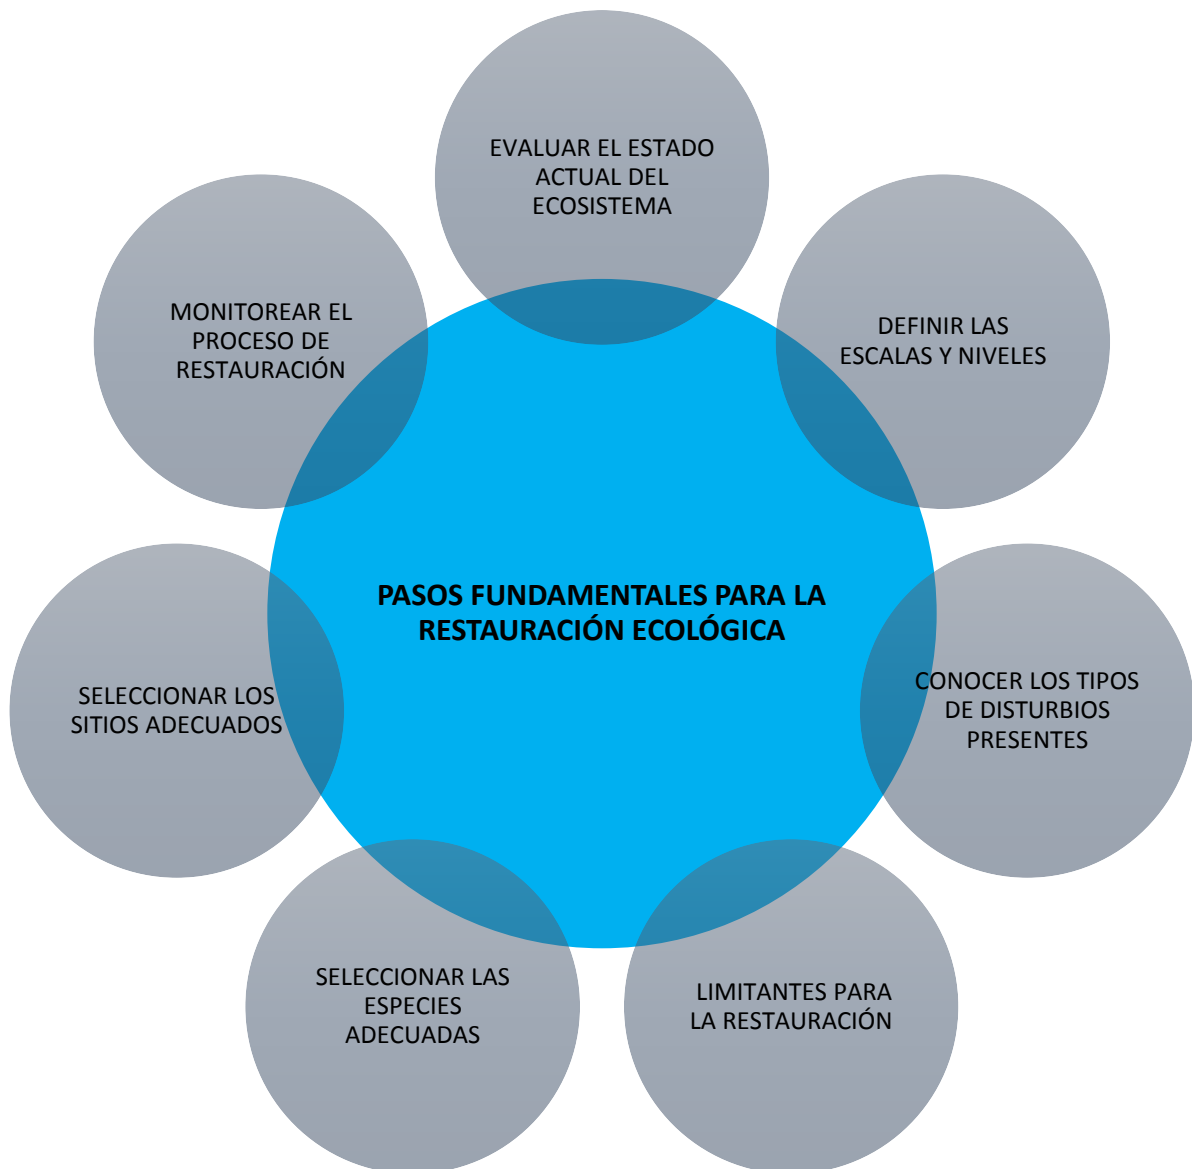 EVALUAR EL ESTADO
ACTUAL DEL
ECOSISTEMA
DEFINIR LAS
ESCALAS Y NIVELES
CONOCER LOS TIPOS
DE DISTURBIOS
PRESENTES
LIMITANTES PARA
LA RESTAURACIÓN
SELECCIONAR LAS
ESPECIES
ADECUADAS
SELECCIONAR LOS
SITIOS ADECUADOS
MONITOREAR EL
PROCESO DE
RESTAURACIÓN
PASOS FUNDAMENTALES PARA LA
RESTAURACIÓN ECOLÓGICA